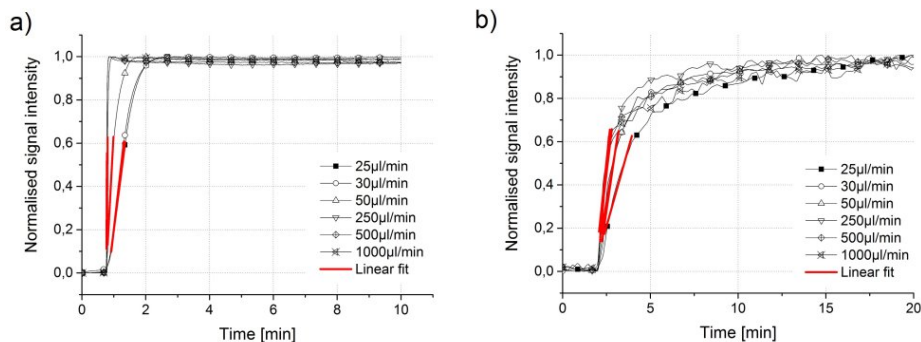 a)
Normalised signal intensity
1,0
0,8
0,6
0,4
0,2
0,0
25µl/min
30µl/min
50µl/min
250µl/min
500µl/min
1000µl/min
Linear fit
0 2 4 6 8 10
Time [min]
b)
Normalised signal intensity
1,0
0,8
0,6
0,4
0,2
0,0
25µl/min
30µl/min
50µl/min
250µl/min
500µl/min
1000µl/min
Linear fit
0 5 10 15 20
Time [min]